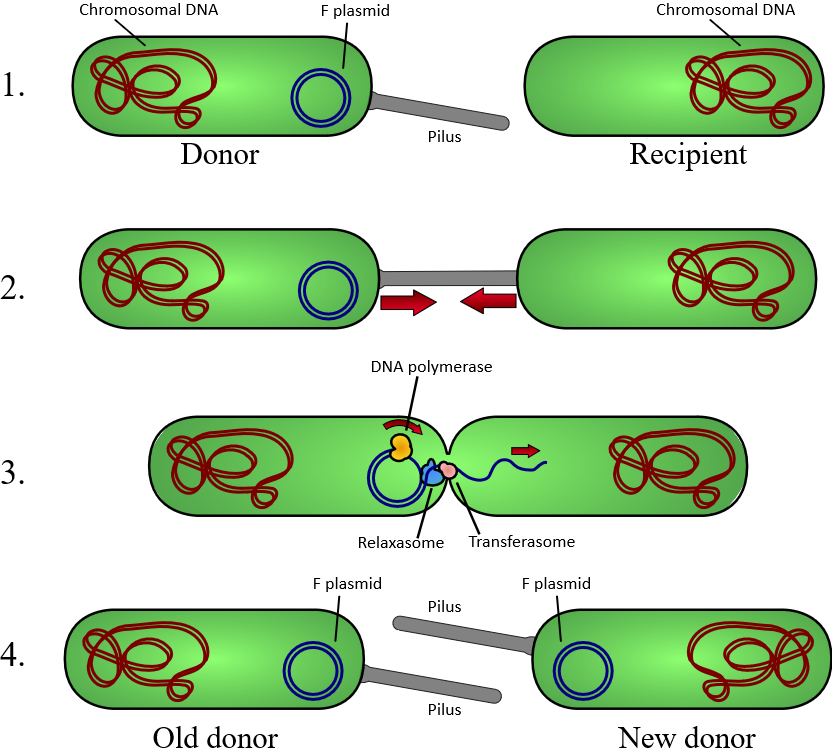 Chromosomal DNA
F plasmid
Chromosomal DNA
1.
Pilus
Donor
Recipient
2.
DNA polymerase
3.
Relaxasome
Transferasome
F plasmid
F plasmid
Pilus
4.
Pilus
Old donor
New donor